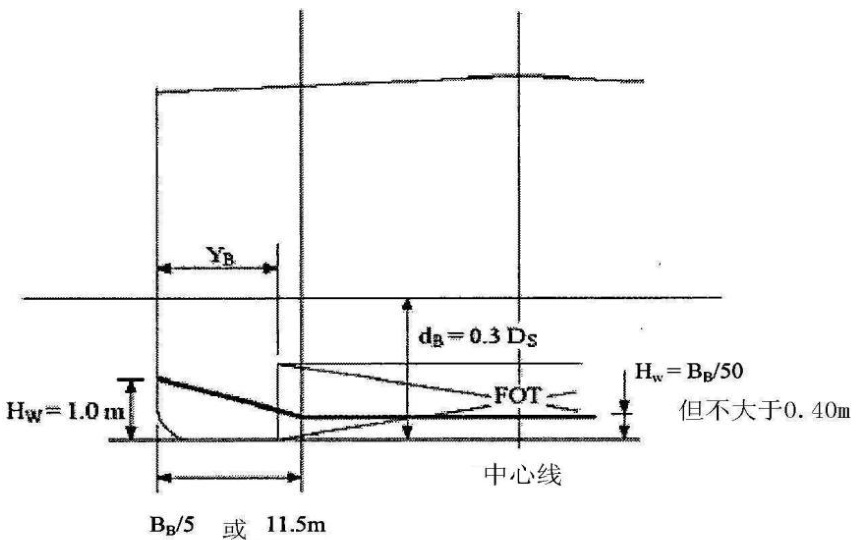 Y_B
d_B = 0.3 D_S
H_w = B_B/50
FOT
但不大于0.40m
H_W = 1.0 m
中心线
B_B/5 或 11.5m